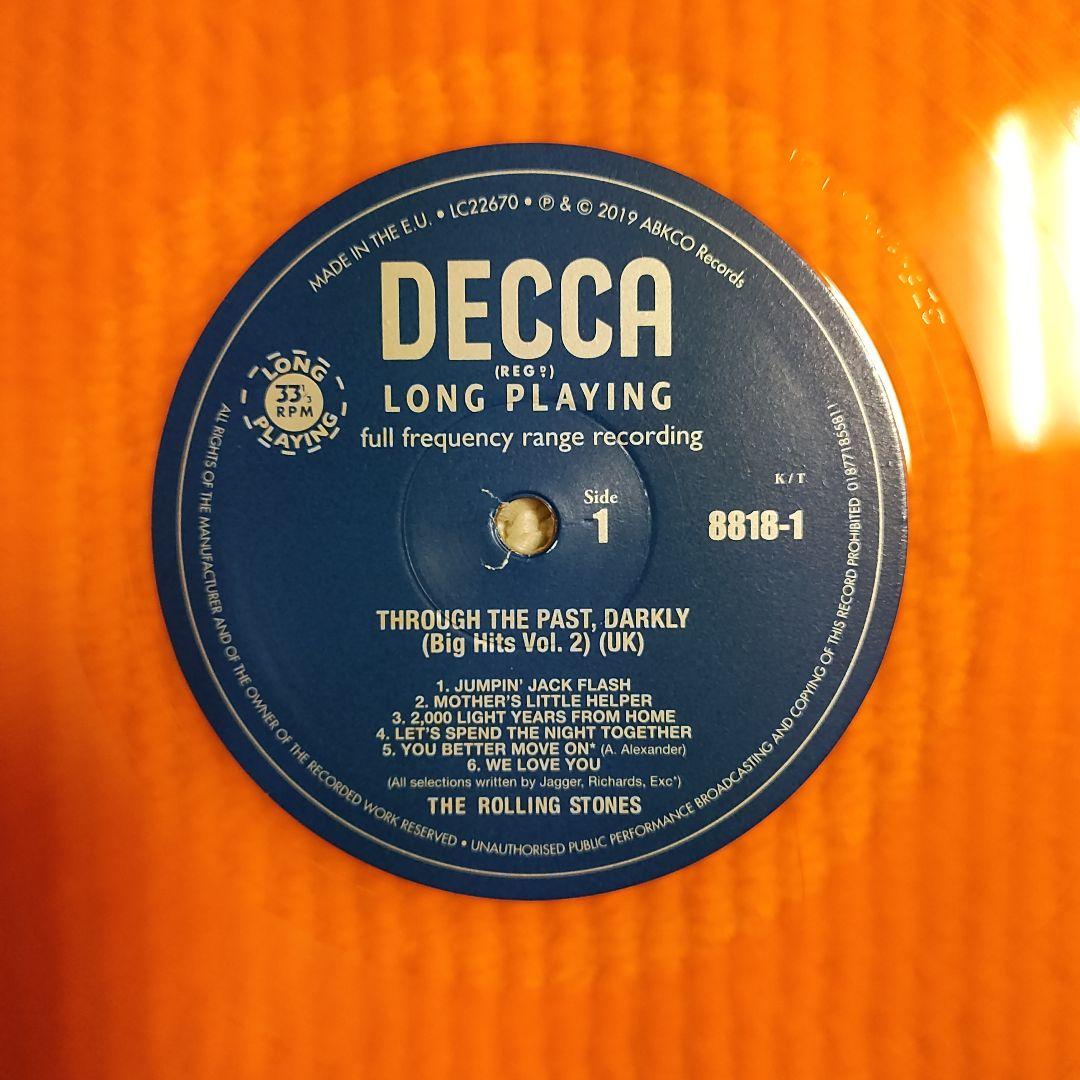 MADE IN THE E.U. • LC22670 • ℗ & © 2019 ABKCO Records
DECCA
(REGD)
LONG PLAYING
full frequency range recording
LONG
33 1/3
RPM
PLAYING
K/T
Side
1
8818-1
THROUGH THE PAST, DARKLY
(Big Hits Vol. 2) (UK)
1. JUMPIN' JACK FLASH
2. MOTHER'S LITTLE HELPER
3. 2,000 LIGHT YEARS FROM HOME
4. LET'S SPEND THE NIGHT TOGETHER
5. YOU BETTER MOVE ON* (A. Alexander)
6. WE LOVE YOU
(All selections written by Jagger, Richards, Exc*)
THE ROLLING STONES
ALL RIGHTS OF THE MANUFACTURER AND OF THE OWNER OF THE RECORDED WORK RESERVED • UNAUTHORISED PUBLIC PERFORMANCE BROADCASTING AND COPYING OF THIS RECORD PROHIBITED 018771855811